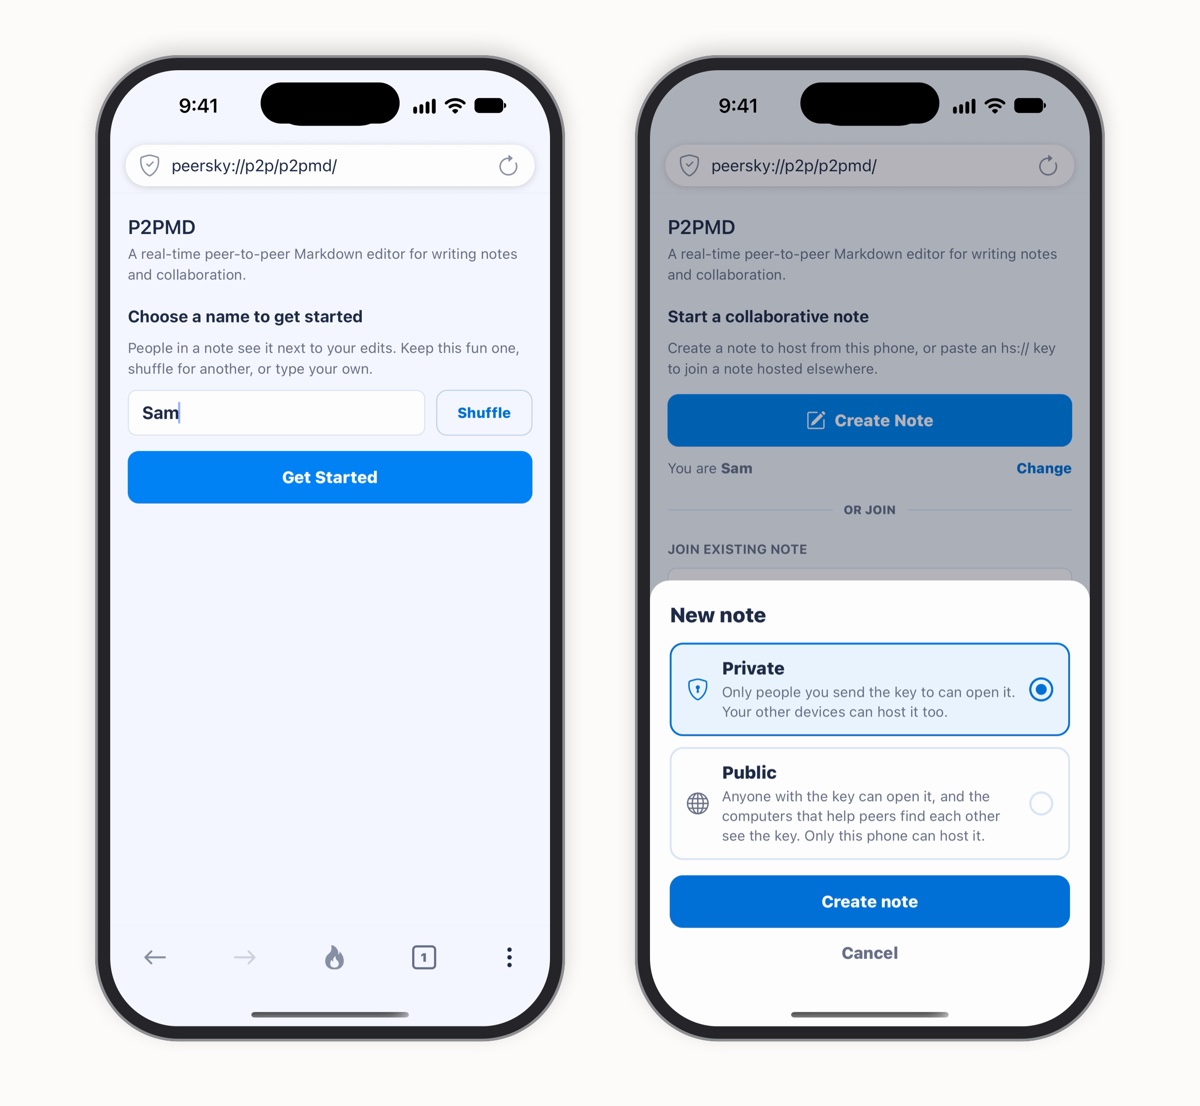 9:41
peersky://p2p/p2pmd/
P2PMD
A real-time peer-to-peer Markdown editor for writing notes
and collaboration.
Choose a name to get started
People in a note see it next to your edits. Keep this fun one,
shuffle for another, or type your own.
Sam
Shuffle
Get Started
1
9:41
peersky://p2p/p2pmd/
P2PMD
A real-time peer-to-peer Markdown editor for writing notes
and collaboration.
Start a collaborative note
Create a note to host from this phone, or paste an hs:// key
to join a note hosted elsewhere.
Create Note
You are Sam
Change
OR JOIN
JOIN EXISTING NOTE
New note
Private
Only people you send the key to can open it.
Your other devices can host it too.
Public
Anyone with the key can open it, and the
computers that help peers find each other
see the key. Only this phone can host it.
Create note
Cancel